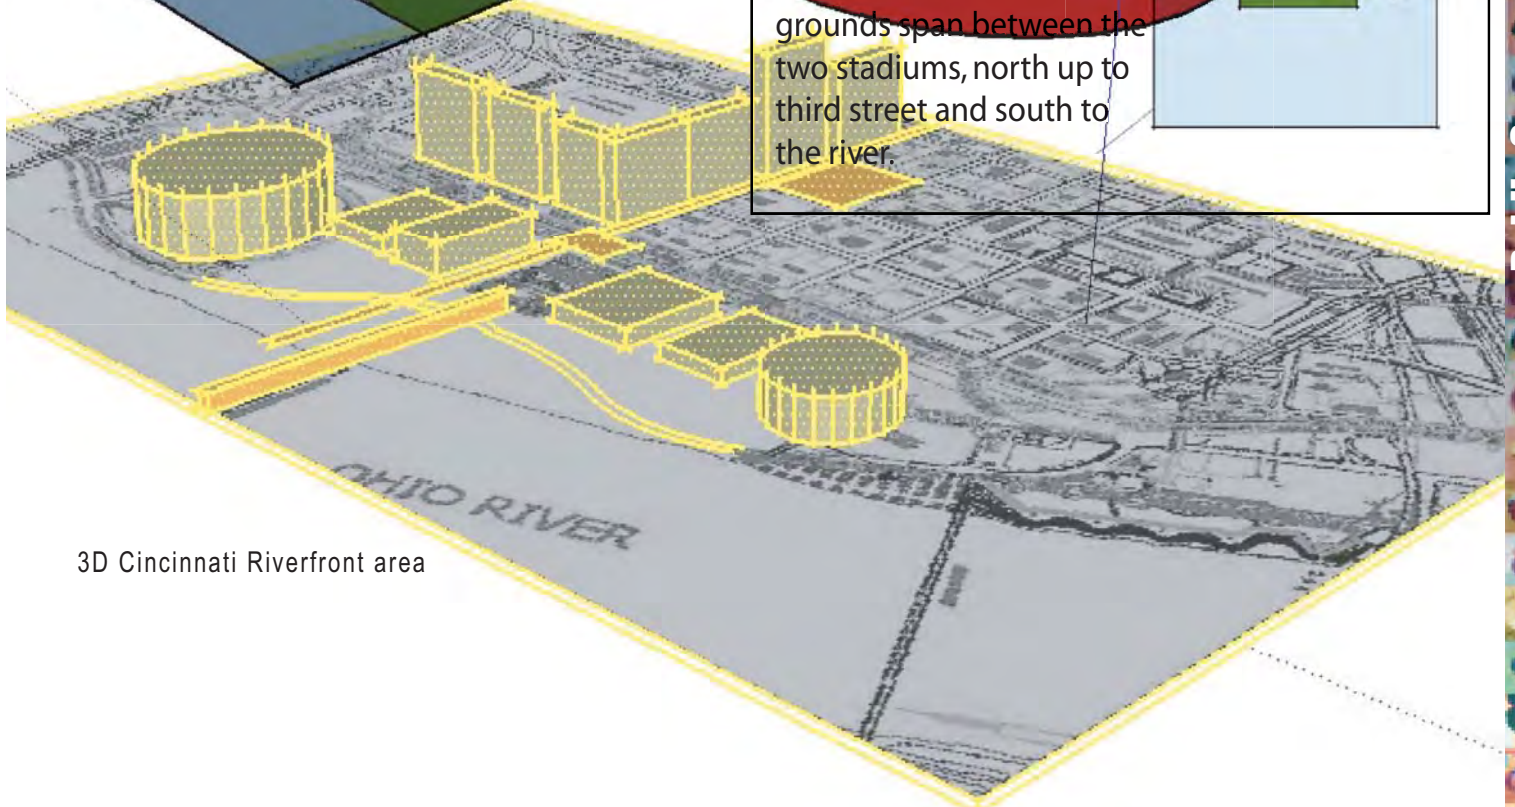 grounds span between the
two stadiums, north up to
third street and south to
the river.
OHIO RIVER
3D Cincinnati Riverfront area